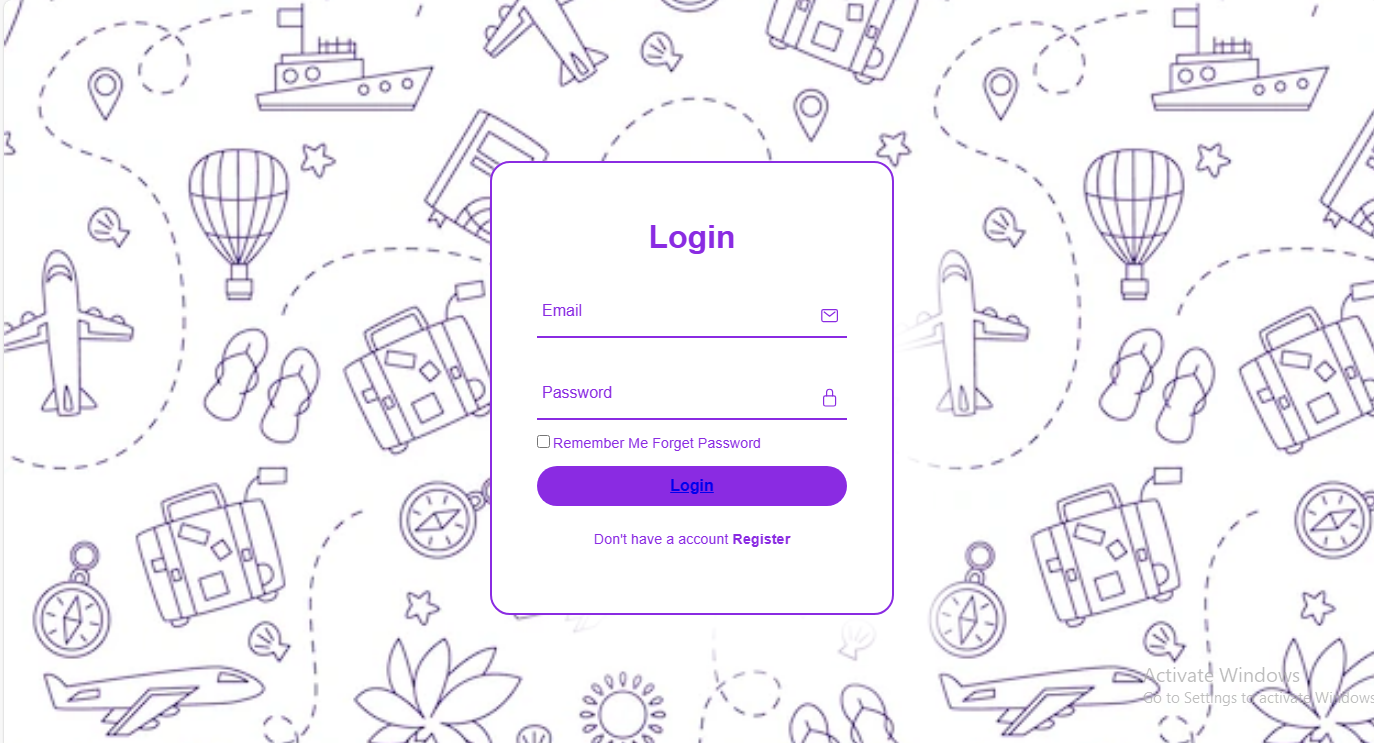 Login
Email
Password
Remember Me Forget Password
Login
Don't have a account Register
Activate Windows
Go to Settings to activate Windows